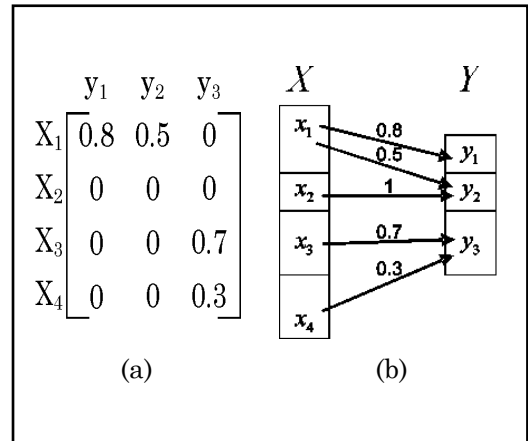 y1 y2 y3
X1 0.8 0.5 0
X2 0 0 0
X3 0 0 0.7
X4 0 0 0.3
(a)
X Y
x1 0.8 y1
0.5
x2 1 y2
x3 0.7 y3
0.3
x4
(b)